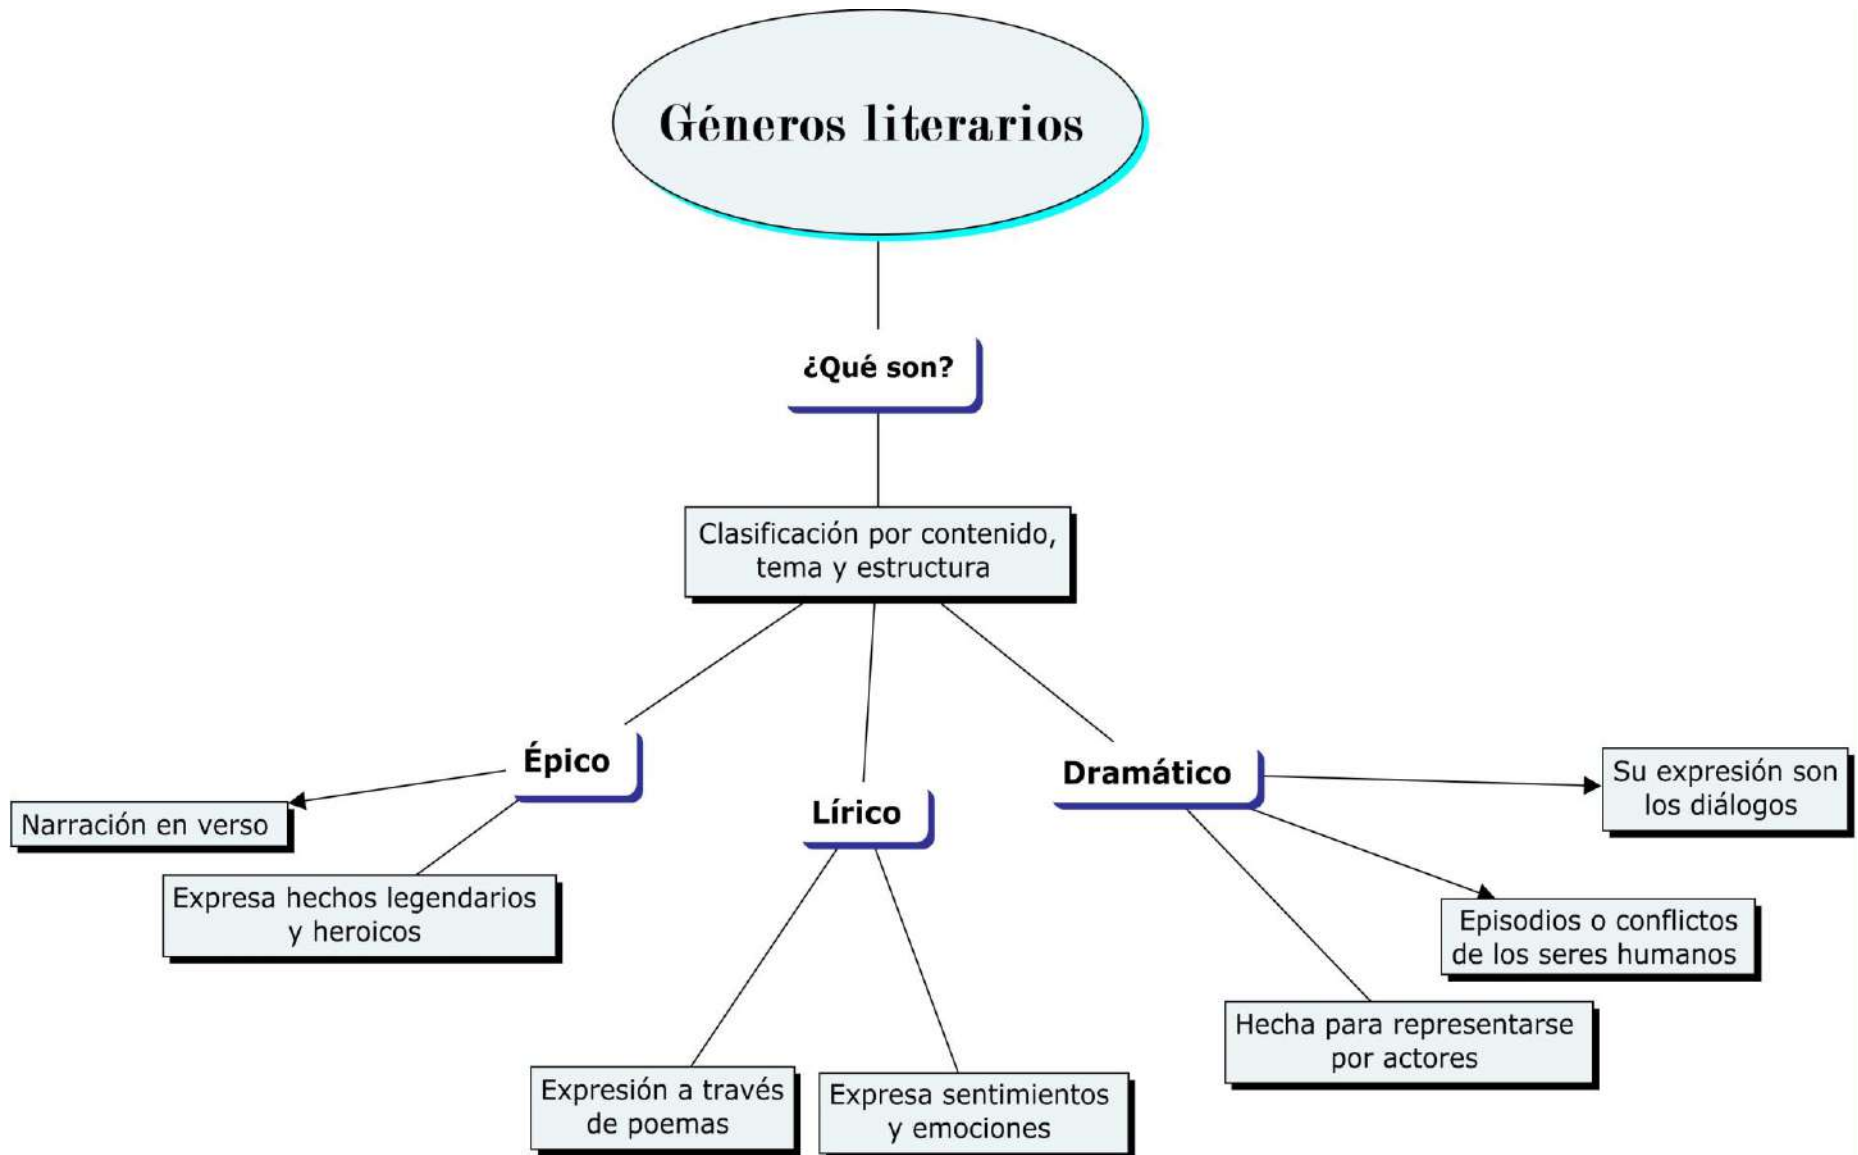 Géneros literarios
¿Qué son?
Clasificación por contenido,
tema y estructura
Épico
Narración en verso
Expresa hechos legendarios
y heroicos
Lírico
Expresión a través
de poemas
Expresa sentimientos
y emociones
Dramático
Su expresión son
los diálogos
Episodios o conflictos
de los seres humanos
Hecha para representarse
por actores